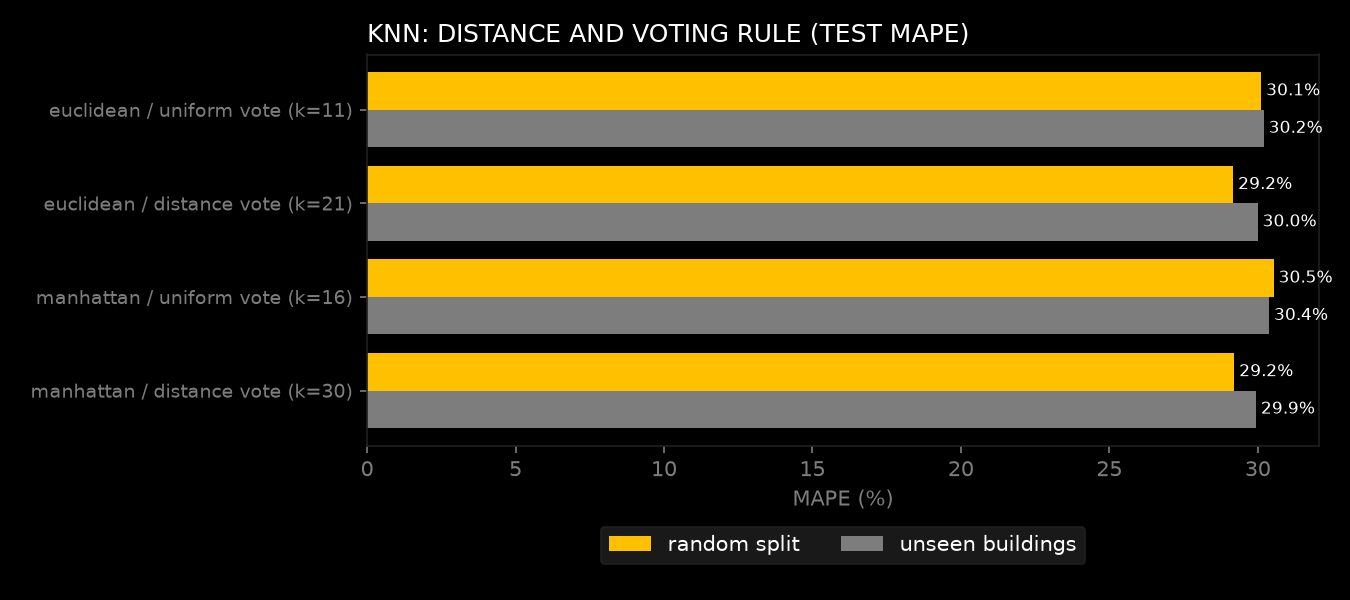 KNN: DISTANCE AND VOTING RULE (TEST MAPE)
euclidean / uniform vote (k=11)
30.1%
30.2%
euclidean / distance vote (k=21)
29.2%
30.0%
manhattan / uniform vote (k=16)
30.5%
30.4%
manhattan / distance vote (k=30)
29.2%
29.9%
0 5 10 15 20 25 30
MAPE (%)
random split unseen buildings